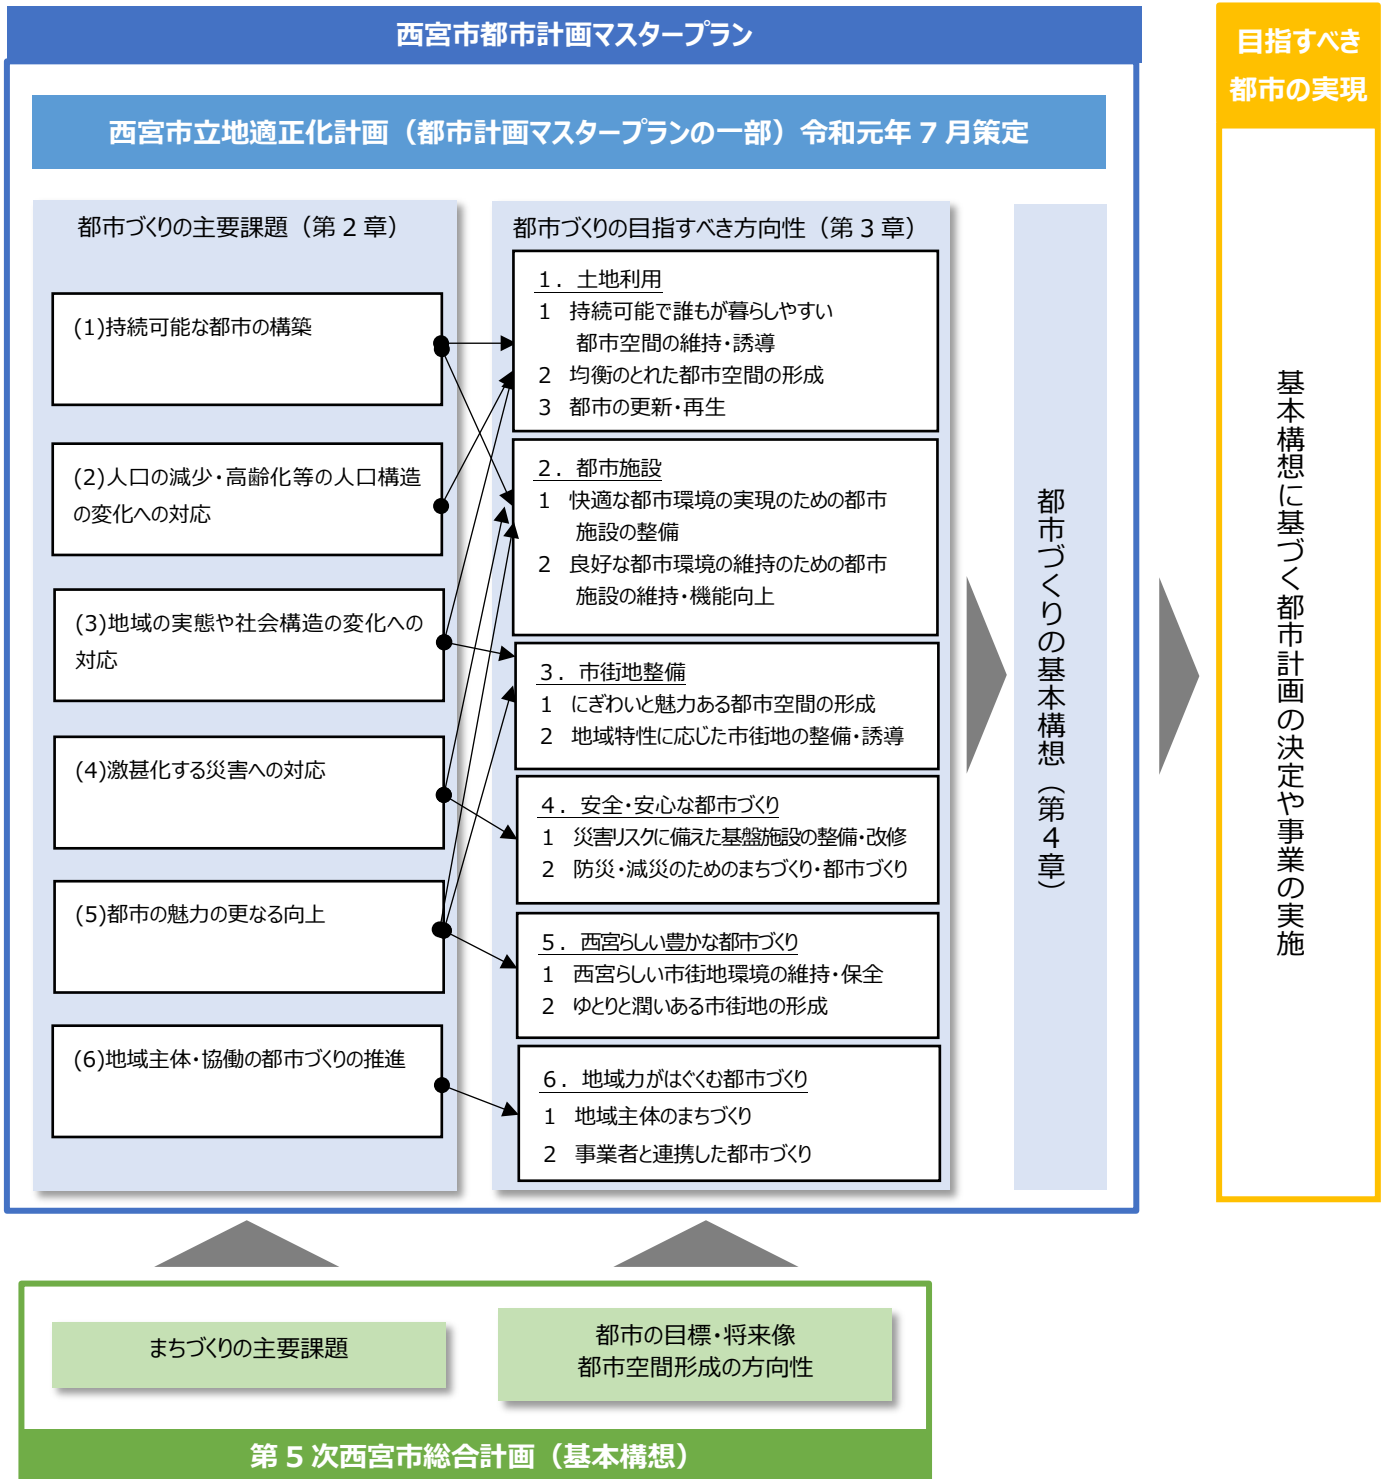 西宮市都市計画マスタープラン
目指すべき
都市の実現
西宮市立地適正化計画（都市計画マスタープランの一部）令和元年7月策定
都市づくりの主要課題（第2章）
(1)持続可能な都市の構築
(2)人口の減少・高齢化等の人口構造
の変化への対応
(3)地域の実態や社会構造の変化への
対応
(4)激甚化する災害への対応
(5)都市の魅力の更なる向上
(6)地域主体・協働の都市づくりの推進
都市づくりの目指すべき方向性（第3章）
1．土地利用
1 持続可能で誰もが暮らしやすい
都市空間の維持・誘導
2 均衡のとれた都市空間の形成
3 都市の更新・再生
2．都市施設
1 快適な都市環境の実現のための都市
施設の整備
2 良好な都市環境の維持のための都市
施設の維持・機能向上
3．市街地整備
1 にぎわいと魅力ある都市空間の形成
2 地域特性に応じた市街地の整備・誘導
4．安全・安心な都市づくり
1 災害リスクに備えた基盤施設の整備・改修
2 防災・減災のためのまちづくり・都市づくり
5．西宮らしい豊かな都市づくり
1 西宮らしい市街地環境の維持・保全
2 ゆとりと潤いある市街地の形成
6．地域力がはぐくむ都市づくり
1 地域主体のまちづくり
2 事業者と連携した都市づくり
都市づくりの基本構想（第4章）
基本構想に基づく都市計画の決定や事業の実施
まちづくりの主要課題
都市の目標・将来像
都市空間形成の方向性
第5次西宮市総合計画（基本構想）